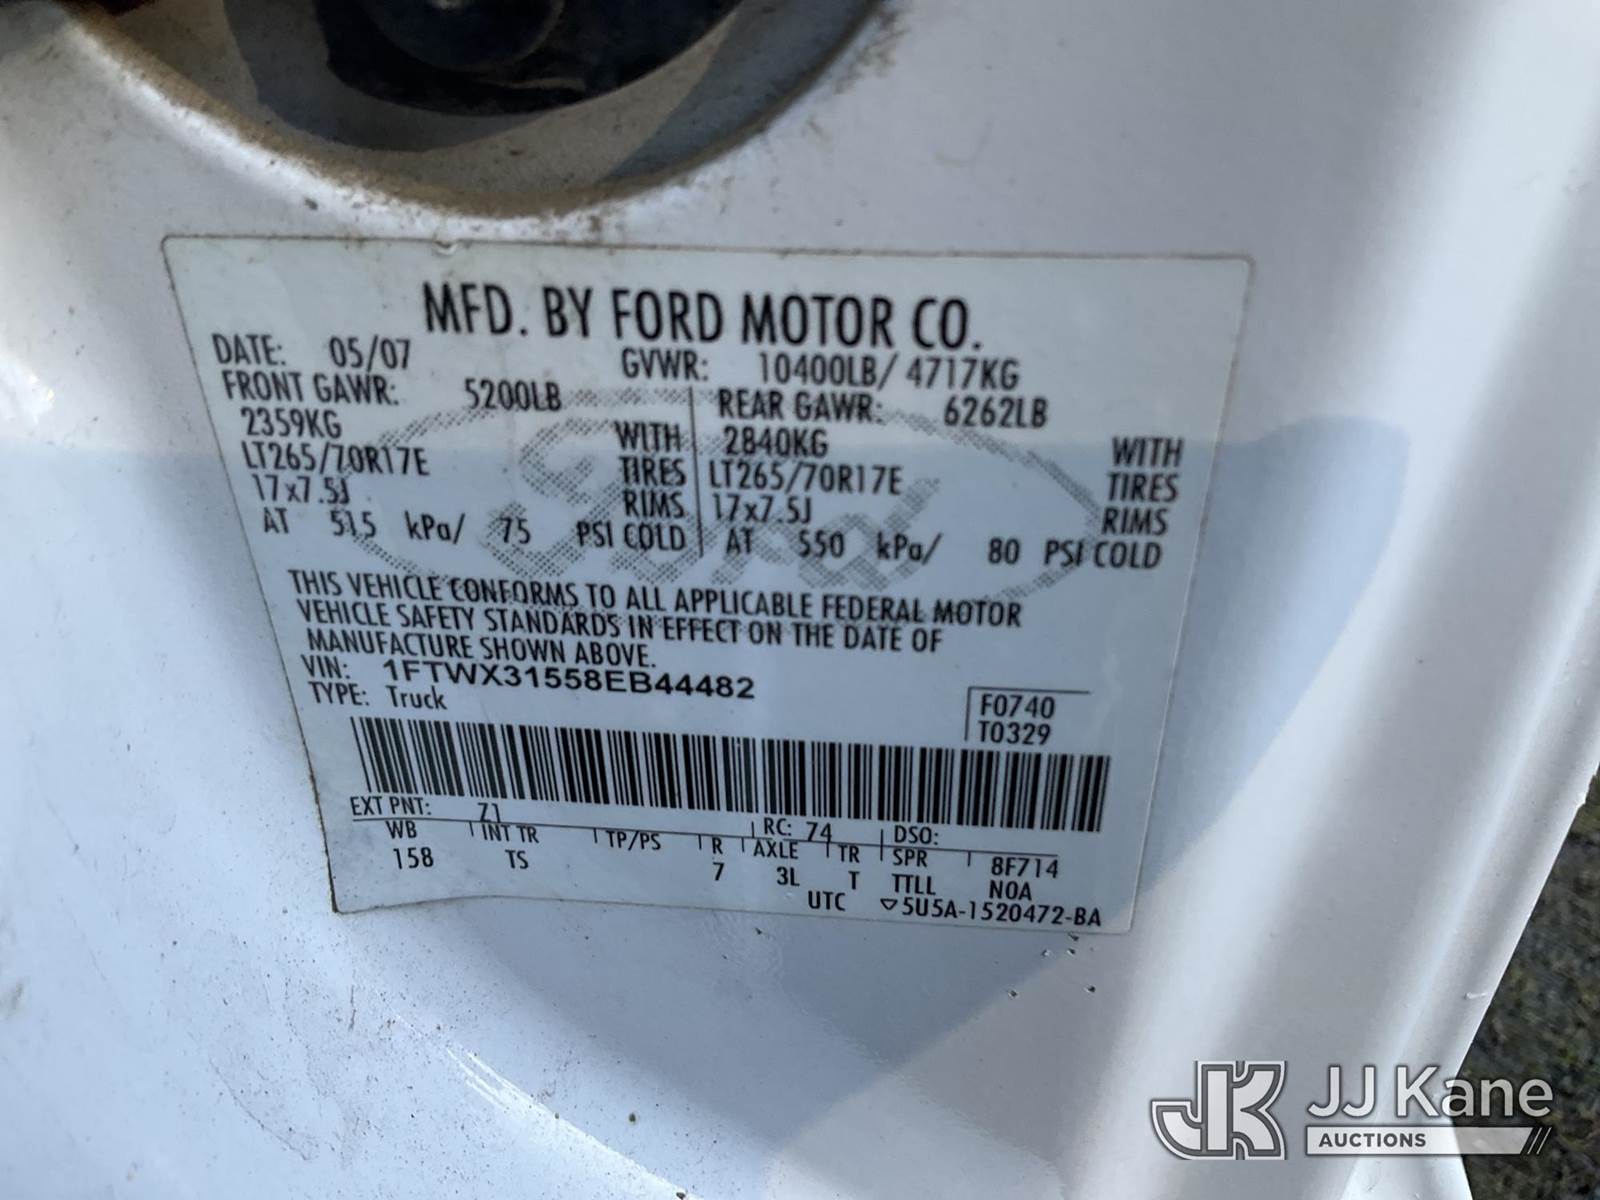 MFD. BY FORD MOTOR CO.
DATE: 05/07 GVWR: 10400LB/ 4717KG
FRONT GAWR: 5200LB REAR GAWR: 6262LB
2359KG WITH 2840KG WITH
LT265/70R17E TIRES LT265/70R17E TIRES
17x7.5J RIMS 17x7.5J RIMS
AT 515 kPa/ 75 PSI COLD AT 550 kPa/ 80 PSI COLD
Ford
THIS VEHICLE CONFORMS TO ALL APPLICABLE FEDERAL MOTOR
VEHICLE SAFETY STANDARDS IN EFFECT ON THE DATE OF
MANUFACTURE SHOWN ABOVE.
VIN: 1FTWX31558EB44482
TYPE: Truck
F0740
T0329
EXT PNT: Z1 RC: 74 DSO:
WB INT TR TP/PS R AXLE TR SPR 8F714
158 TS 7 3L T TTLL N0A
UTC ▽5U5A-1520472-BA
JK JJ Kane
AUCTIONS